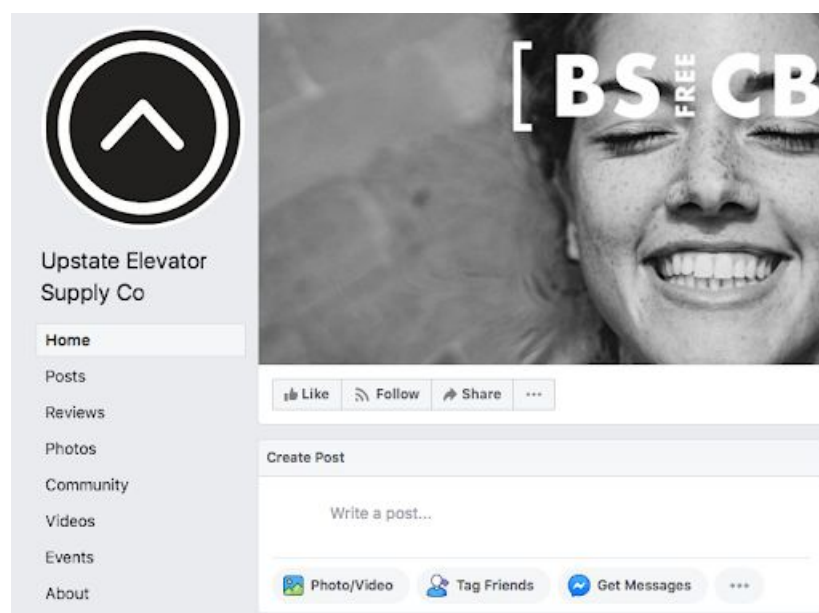 [ BS FREE CB
Upstate Elevator
Supply Co
Home
Posts
Reviews
Photos
Community
Videos
Events
About
Like Follow Share ...
Create Post
Write a post...
Photo/Video Tag Friends Get Messages ...